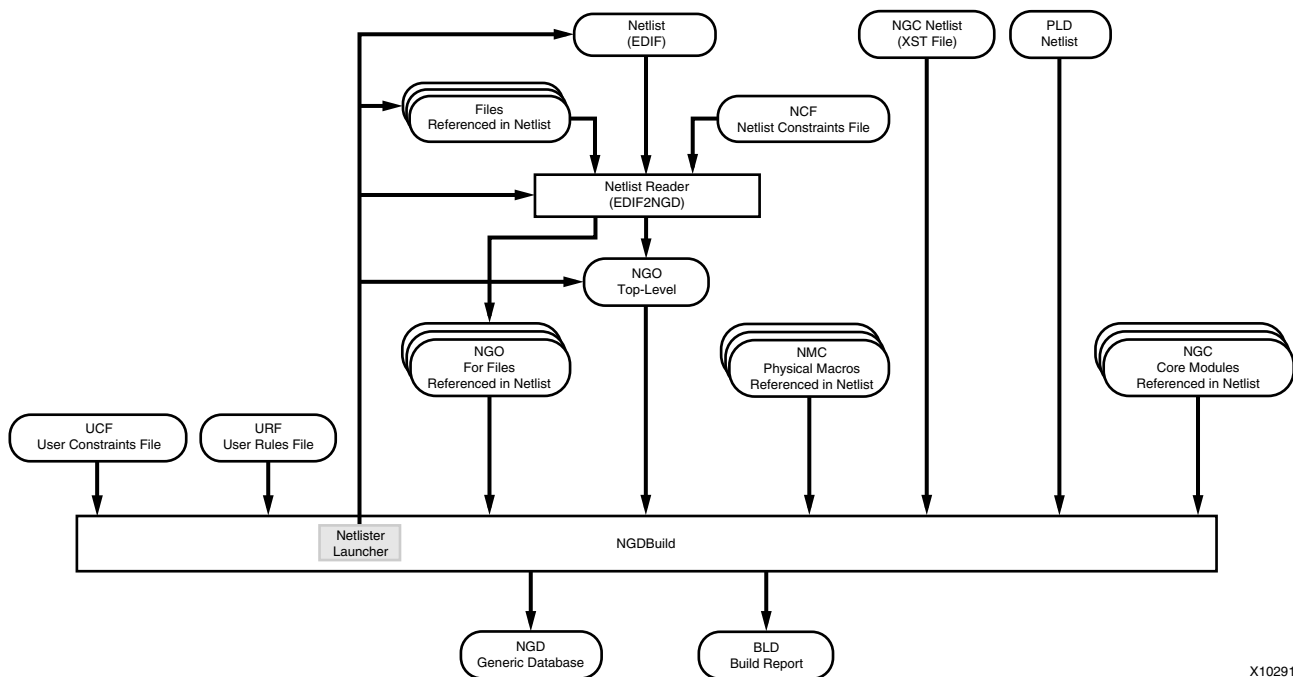 Netlist
(EDIF)
NGC Netlist
(XST File)
PLD
Netlist
Files
Referenced in Netlist
NCF
Netlist Constraints File
Netlist Reader
(EDIF2NGD)
NGO
Top-Level
NGO
For Files
Referenced in Netlist
NMC
Physical Macros
Referenced in Netlist
NGC
Core Modules
Referenced in Netlist
UCF
User Constraints File
URF
User Rules File
Netlister
Launcher
NGDBuild
NGD
Generic Database
BLD
Build Report
X10291